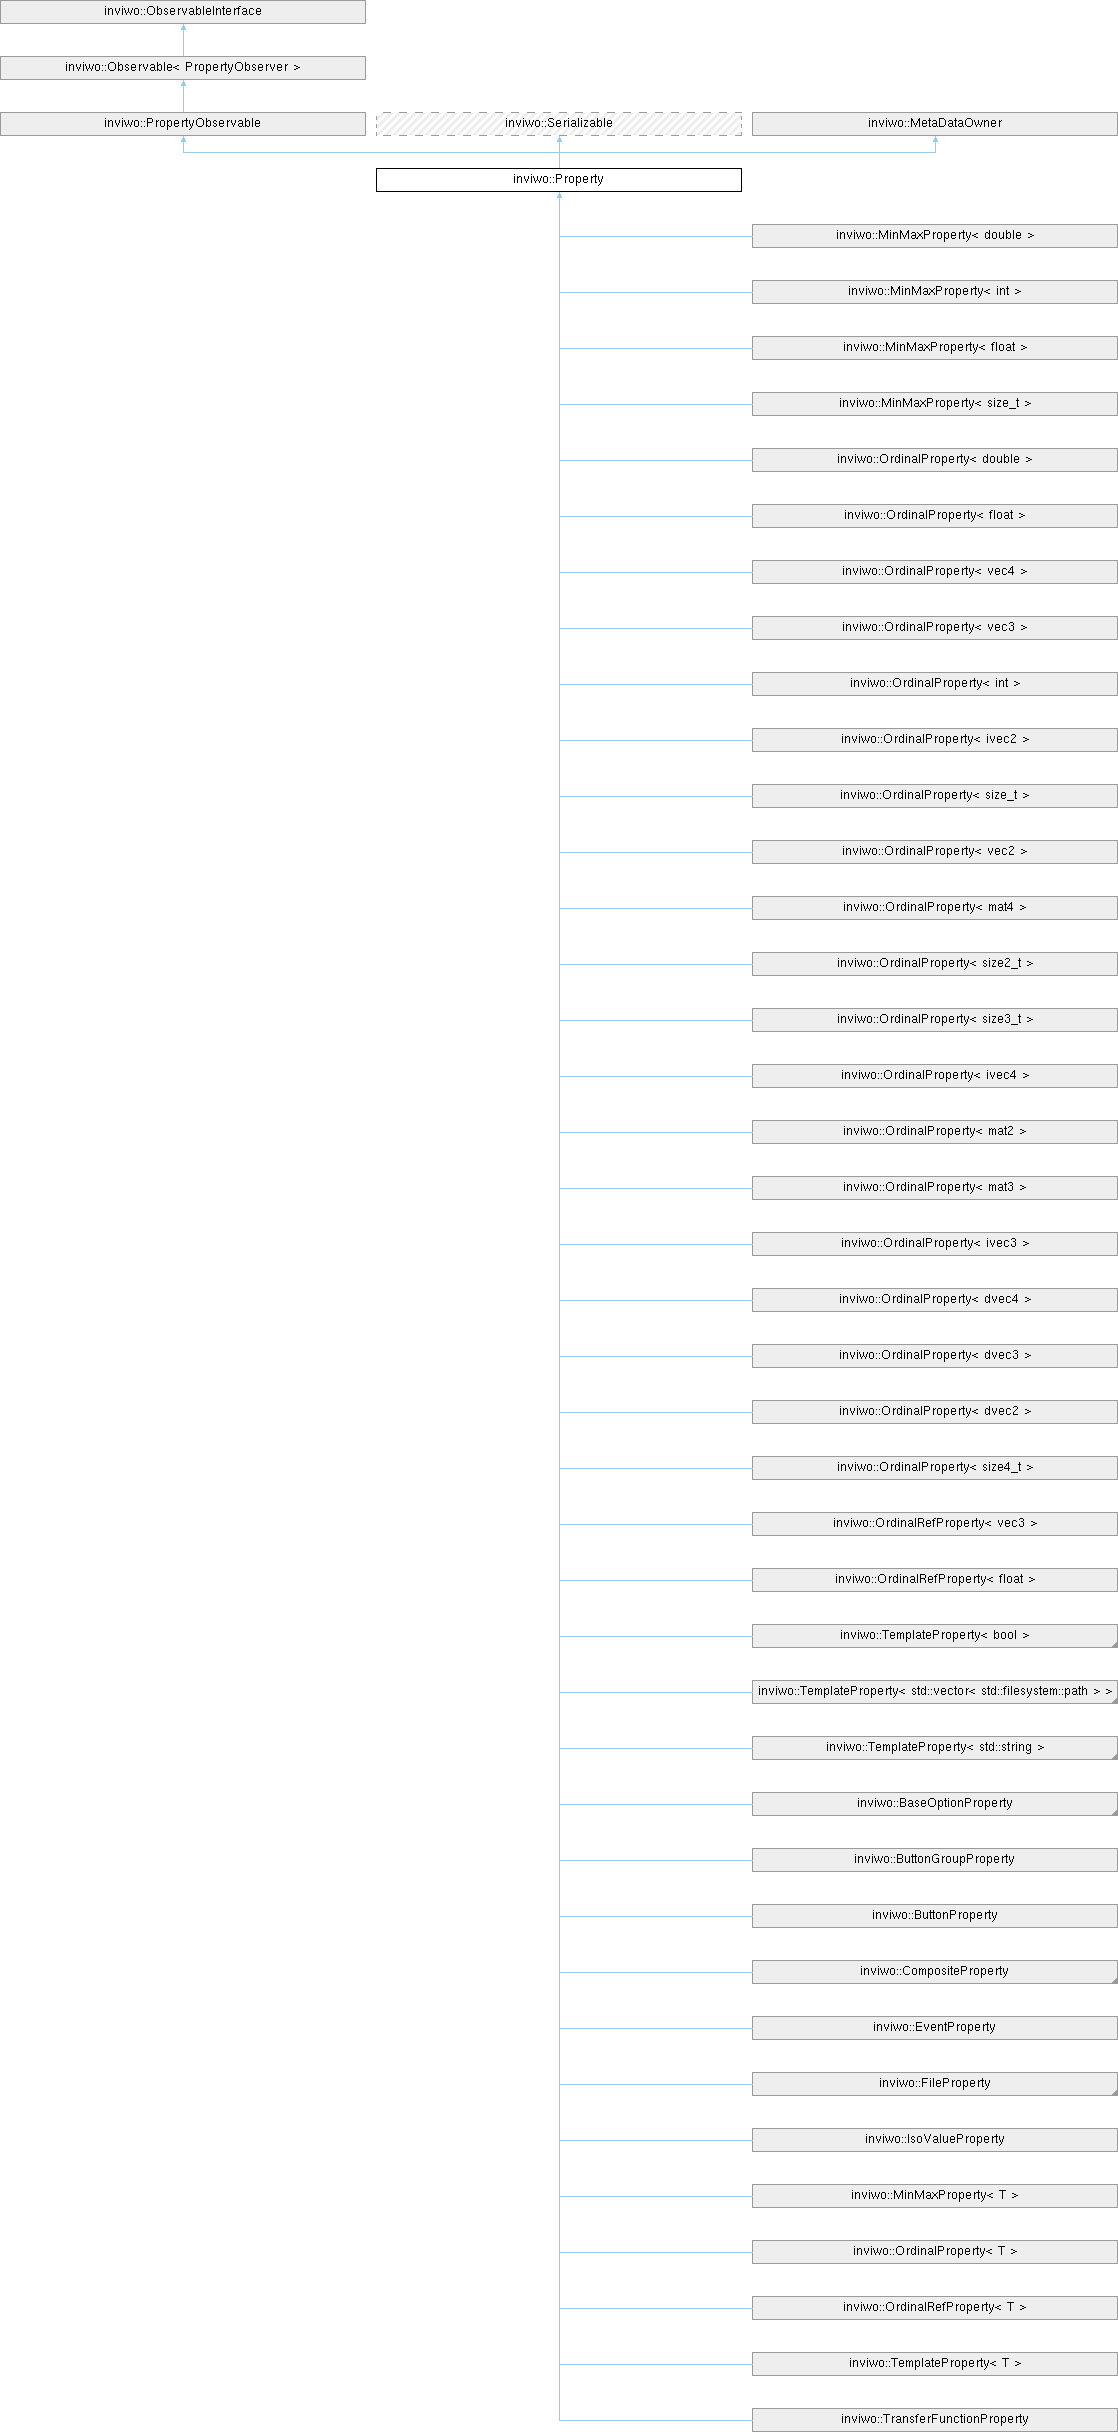 inviwo::ObservableInterface
inviwo::Observable< PropertyObserver >
inviwo::PropertyObservable
inviwo::Serializable
inviwo::MetaDataOwner
inviwo::Property
inviwo::MinMaxProperty< double >
inviwo::MinMaxProperty< int >
inviwo::MinMaxProperty< float >
inviwo::MinMaxProperty< size_t >
inviwo::OrdinalProperty< double >
inviwo::OrdinalProperty< float >
inviwo::OrdinalProperty< vec4 >
inviwo::OrdinalProperty< vec3 >
inviwo::OrdinalProperty< int >
inviwo::OrdinalProperty< ivec2 >
inviwo::OrdinalProperty< size_t >
inviwo::OrdinalProperty< vec2 >
inviwo::OrdinalProperty< mat4 >
inviwo::OrdinalProperty< size2_t >
inviwo::OrdinalProperty< size3_t >
inviwo::OrdinalProperty< ivec4 >
inviwo::OrdinalProperty< mat2 >
inviwo::OrdinalProperty< mat3 >
inviwo::OrdinalProperty< ivec3 >
inviwo::OrdinalProperty< dvec4 >
inviwo::OrdinalProperty< dvec3 >
inviwo::OrdinalProperty< dvec2 >
inviwo::OrdinalProperty< size4_t >
inviwo::OrdinalRefProperty< vec3 >
inviwo::OrdinalRefProperty< float >
inviwo::TemplateProperty< bool >
inviwo::TemplateProperty< std::vector< std::filesystem::path > >
inviwo::TemplateProperty< std::string >
inviwo::BaseOptionProperty
inviwo::ButtonGroupProperty
inviwo::ButtonProperty
inviwo::CompositeProperty
inviwo::EventProperty
inviwo::FileProperty
inviwo::IsoValueProperty
inviwo::MinMaxProperty< T >
inviwo::OrdinalProperty< T >
inviwo::OrdinalRefProperty< T >
inviwo::TemplateProperty< T >
inviwo::TransferFunctionProperty